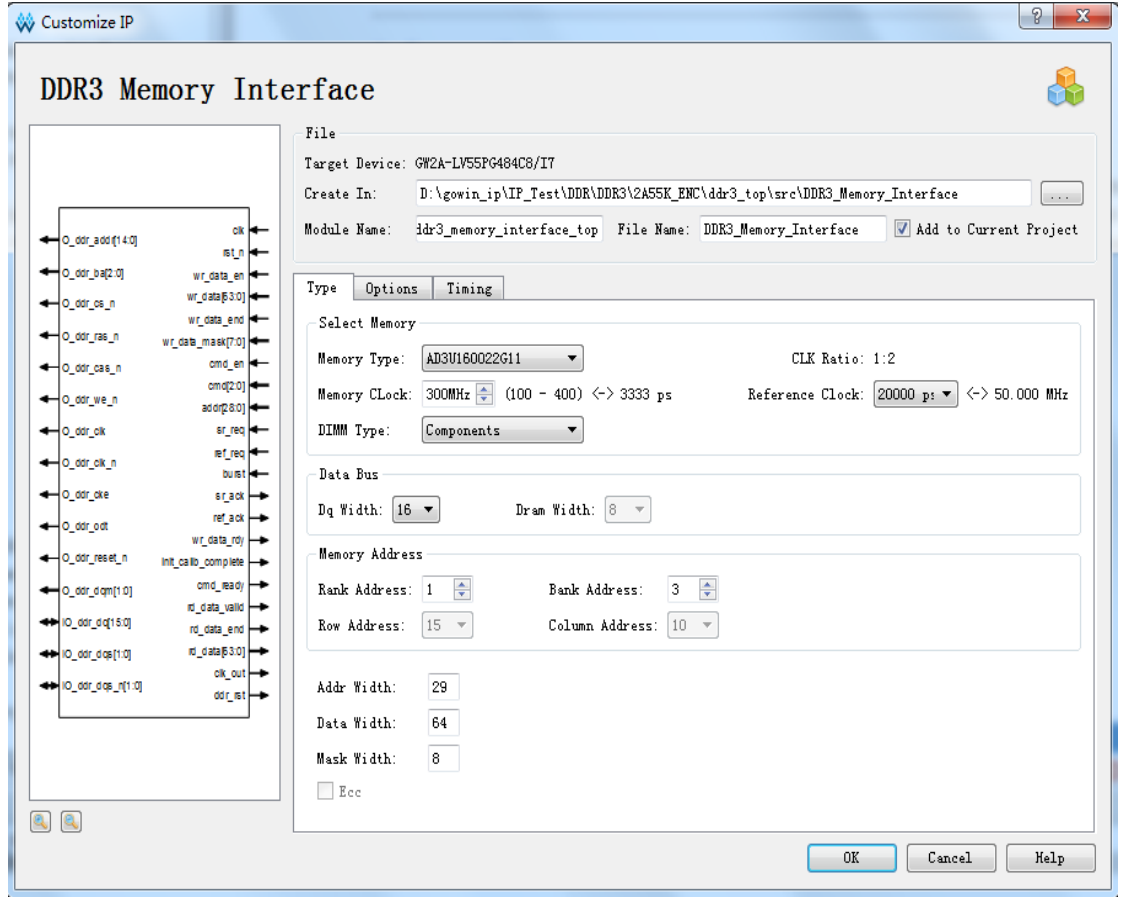 Customize IP
DDR3 Memory Interface
O_ddr_addr[14:0]
O_ddr_ba[2:0]
O_ddr_cs_n
O_ddr_ras_n
O_ddr_cas_n
O_ddr_we_n
O_ddr_clk
O_ddr_clk_n
O_ddr_cke
O_ddr_odt
O_ddr_reset_n
O_ddr_dqm[1:0]
IO_ddr_dq[15:0]
IO_ddr_dqs[1:0]
IO_ddr_dqs_n[1:0]
clk
rst_n
wr_data_en
wr_data[63:0]
wr_data_end
wr_data_mask[7:0]
cmd_en
cmd[2:0]
addr[28:0]
sr_req
ref_req
burst
sr_ack
ref_ack
wr_data_rdy
init_calib_complete
cmd_ready
rd_data_valid
rd_data_end
rd_data[63:0]
clk_out
ddr_rst
File
Target Device: GW2A-LV55PG484C8/I7
Create In: D:\gowin_ip\IP_Test\DDR\DDR3\2A55K_ENC\ddr3_top\src\DDR3_Memory_Interface ...
Module Name: ddr3_memory_interface_top File Name: DDR3_Memory_Interface Add to Current Project
Type Options Timing
Select Memory
Memory Type: AD3U160022G11 CLK Ratio: 1:2
Memory CLock: 300MHz (100 - 400) <-> 3333 ps Reference Clock: 20000 ps <-> 50.000 MHz
DIMM Type: Components
Data Bus
Dq Width: 16 Dram Width: 8
Memory Address
Rank Address: 1 Bank Address: 3
Row Address: 15 Column Address: 10
Addr Width: 29
Data Width: 64
Mask Width: 8
Ecc
OK Cancel Help